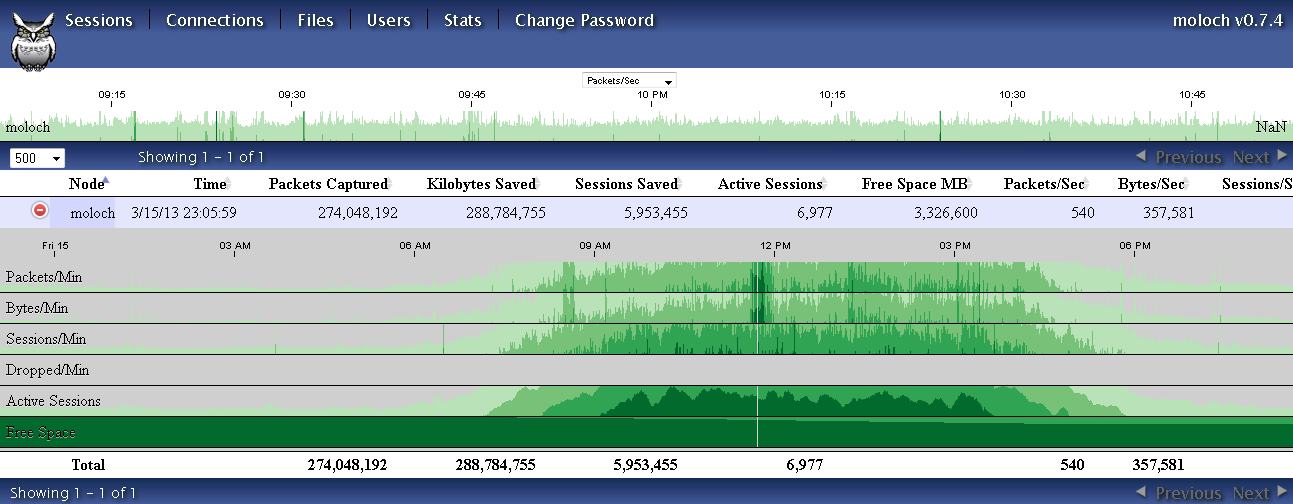 Sessions Connections Files Users Stats Change Password moloch v0.7.4
Packets/Sec
09:15 09:30 09:45 10 PM 10:15 10:30 10:45
moloch NaN
500 Showing 1 - 1 of 1 Previous Next
Node Time Packets Captured Kilobytes Saved Sessions Saved Active Sessions Free Space MB Packets/Sec Bytes/Sec Sessions/S
moloch 3/15/13 23:05:59 274,048,192 288,784,755 5,953,455 6,977 3,326,600 540 357,581
Fri 15 03 AM 06 AM 09 AM 12 PM 03 PM 06 PM
Packets/Min
Bytes/Min
Sessions/Min
Dropped/Min
Active Sessions
Free Space
Total 274,048,192 288,784,755 5,953,455 6,977 540 357,581
Showing 1 - 1 of 1 Previous Next